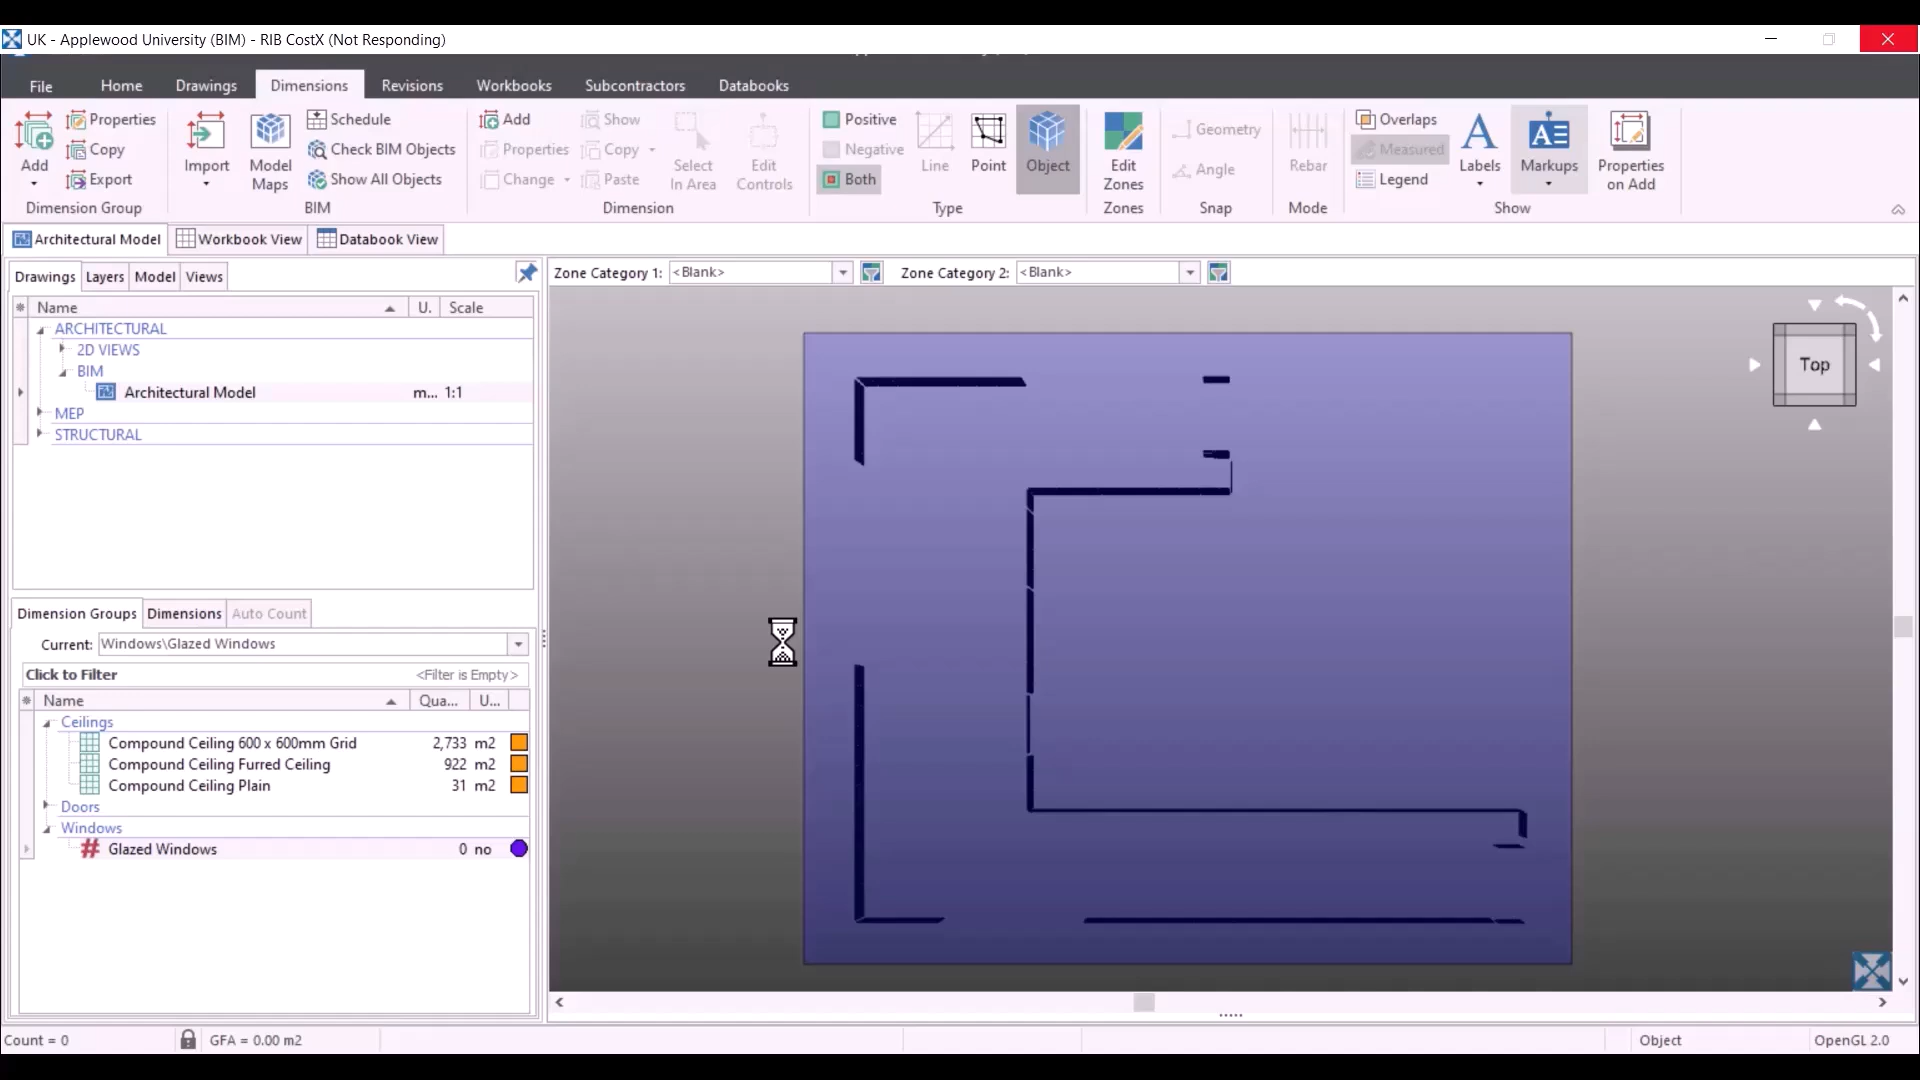 UK - Applewood University (BIM) - RIB CostX (Not Responding)
File Home Drawings Dimensions Revisions Workbooks Subcontractors Databooks
Add
Dimension Group
Properties
Copy
Export
Import
Model Maps
Schedule
Check BIM Objects
Show All Objects
BIM
Add Show
Properties Copy
Change Paste
Select In Area
Edit Controls
Dimension
Positive
Negative
Both
Line
Point
Object
Type
Edit Zones
Zones
Geometry
Angle
Snap
Rebar
Mode
Overlaps
Measured
Legend
Labels
Markups
Properties on Add
Show
Architectural Model Workbook View Databook View
Drawings Layers Model Views
Zone Category 1: <Blank> Zone Category 2: <Blank>
Name U. Scale
ARCHITECTURAL
2D VIEWS
BIM
Architectural Model m... 1:1
MEP
STRUCTURAL
Top
Dimension Groups Dimensions Auto Count
Current: Windows\Glazed Windows
Click to Filter <Filter is Empty>
Name Qua... U...
Ceilings
Compound Ceiling 600 x 600mm Grid 2,733 m2
Compound Ceiling Furred Ceiling 922 m2
Compound Ceiling Plain 31 m2
Doors
Windows
# Glazed Windows 0 no
Count = 0 GFA = 0.00 m2 Object OpenGL 2.0